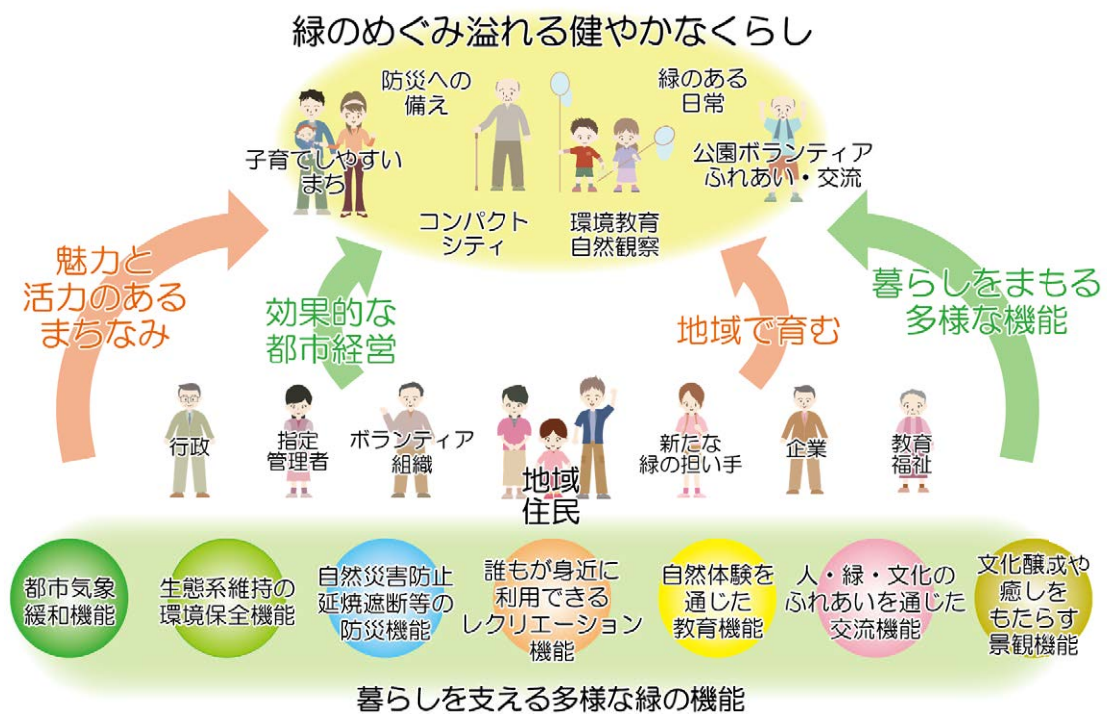 緑のめぐみ溢れる健やかなくらし
防災への
備え
緑のある
日常
子育てしやすい
まち
公園ボランティア
ふれあい・交流
コンパクト
シティ
環境教育
自然観察
魅力と
活力のある
まちなみ
効果的な
都市経営
地域で育む
暮らしをまもる
多様な機能
行政
指定
管理者
ボランティア
組織
地域
住民
新たな
緑の担い手
企業
教育
福祉
都市気象
緩和機能
生態系維持の
環境保全機能
自然災害防止
延焼遮断等の
防災機能
誰もが身近に
利用できる
レクリエーション
機能
自然体験を
通じた
教育機能
人・緑・文化の
ふれあいを通じた
交流機能
文化醸成や
癒しを
もたらす
景観機能
暮らしを支える多様な緑の機能